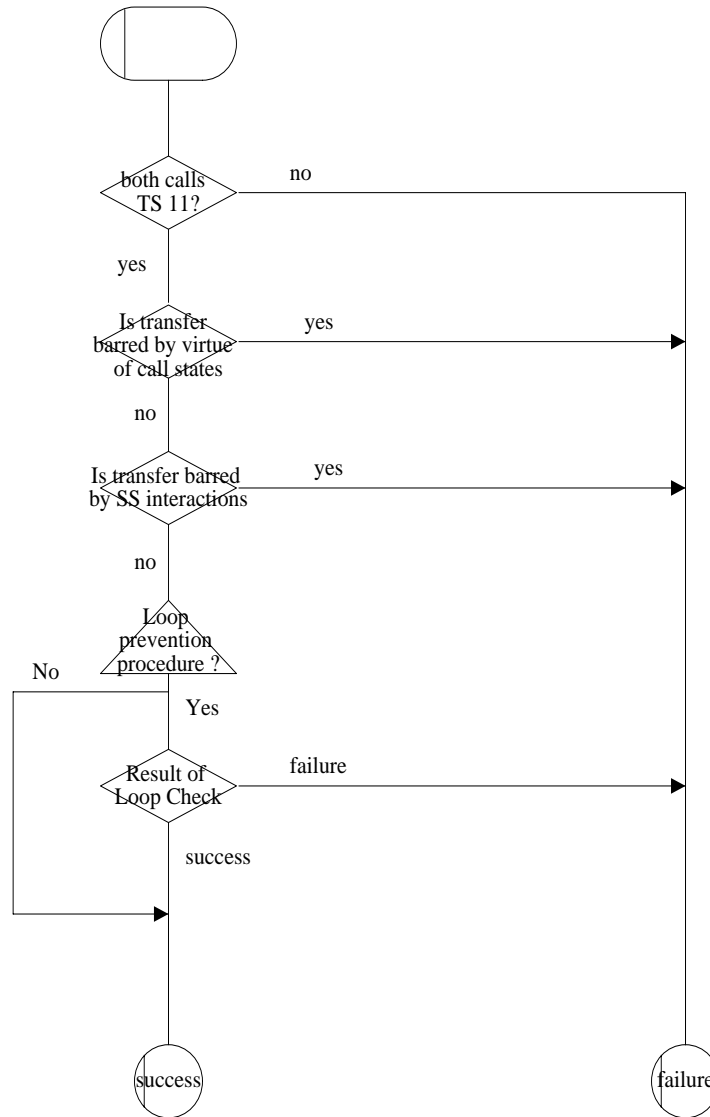 both calls
TS 11?
no
yes
Is transfer
barred by virtue
of call states
yes
no
Is transfer barred
by SS interactions
yes
no
Loop
prevention
procedure ?
No
Yes
Result of
Loop Check
failure
success
success
failure